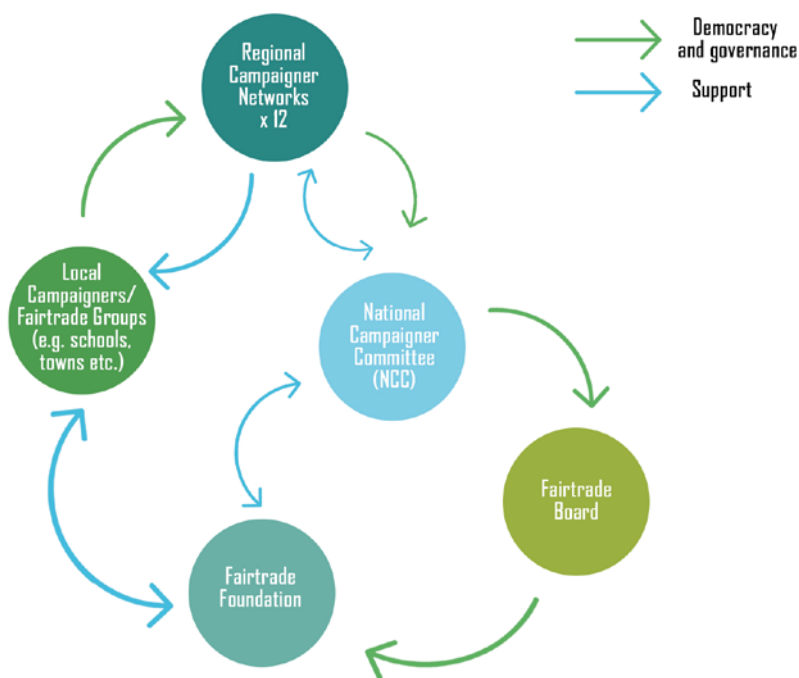 Regional
Campaigner
Networks
x 12
Democracy
and governance
Support
Local
Campaigners/
Fairtrade Groups
(e.g. schools,
towns etc.)
National
Campaigner
Committee
(NCC)
Fairtrade
Board
Fairtrade
Foundation